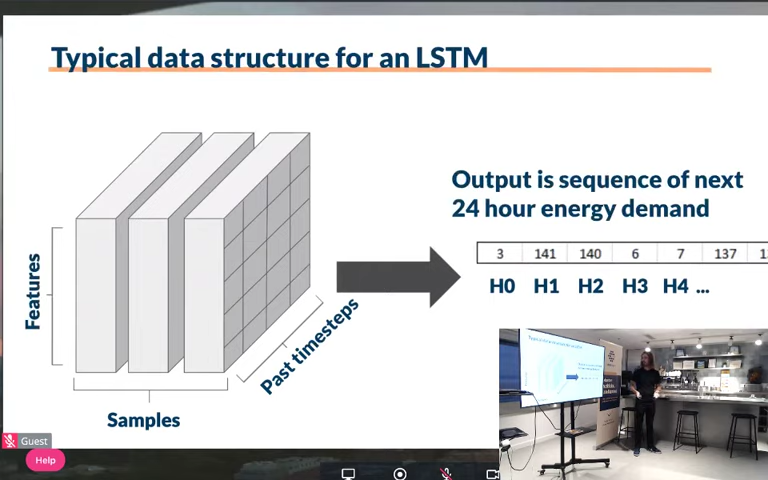 Typical data structure for an LSTM
Output is sequence of next
24 hour energy demand
3 141 140 6 7 137
H0 H1 H2 H3 H4 ...
Features
Past timesteps
Samples
Guest
Help